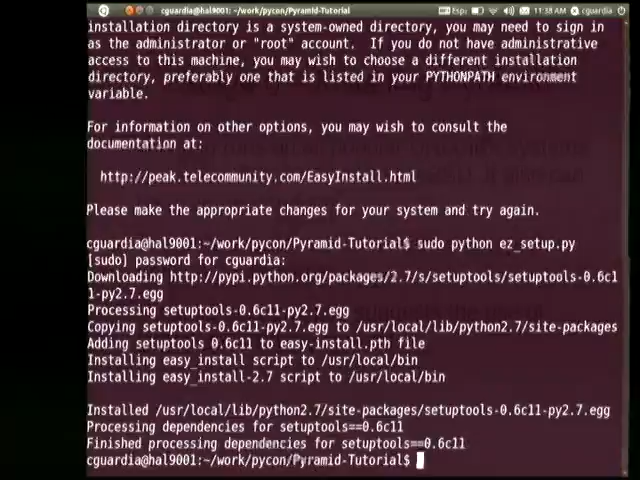 cguardia@hal9001: ~/work/pycon/Pyramid-Tutorial
11:38 AM
cguardia
installation directory is a system-owned directory, you may need to sign in
as the administrator or "root" account.  If you do not have administrative
access to this machine, you may wish to choose a different installation
directory, preferably one that is listed in your PYTHONPATH environment
variable.
For information on other options, you may wish to consult the
documentation at:
http://peak.telecommunity.com/EasyInstall.html
Please make the appropriate changes for your system and try again.
cguardia@hal9001:~/work/pycon/Pyramid-Tutorial$ sudo python ez_setup.py
[sudo] password for cguardia:
Downloading http://pypi.python.org/packages/2.7/s/setuptools/setuptools-0.6c1
1-py2.7.egg
Processing setuptools-0.6c11-py2.7.egg
Copying setuptools-0.6c11-py2.7.egg to /usr/local/lib/python2.7/site-packages
Adding setuptools 0.6c11 to easy-install.pth file
Installing easy_install script to /usr/local/bin
Installing easy_install-2.7 script to /usr/local/bin
Installed /usr/local/lib/python2.7/site-packages/setuptools-0.6c11-py2.7.egg
Processing dependencies for setuptools==0.6c11
Finished processing dependencies for setuptools==0.6c11
cguardia@hal9001:~/work/pycon/Pyramid-Tutorial$